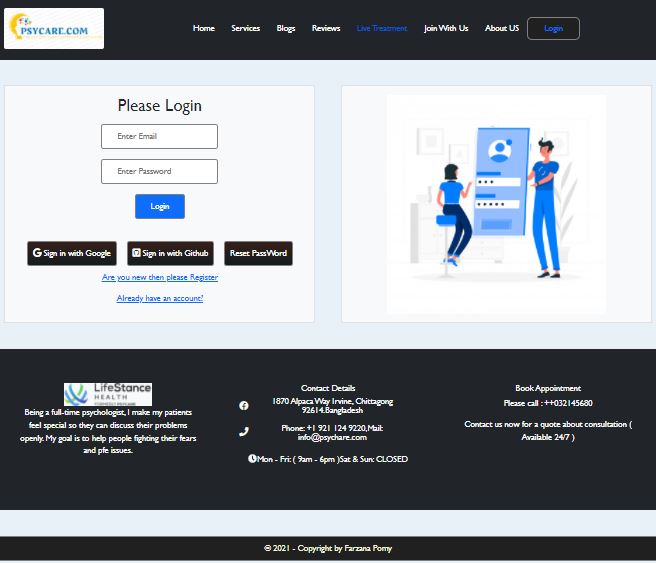 PSYCARE.COM
Home Services Blogs Reviews Live Treatment Join With Us About US Login
Please Login
Enter Email
Enter Password
Login
Sign in with Google
Sign in with Github
Reset PassWord
Are you new then please Register
Already have an account?
LifeStance
HEALTH
FORMERLY PSYCARE
Being a full-time psychologist, I make my patients
feel special so they can discuss their problems
openly. My goal is to help people fighting their fears
and pfe issues.
Contact Details
1870 Alpaca Way Irvine, Chittagong
92614.Bangladesh
Phone: +1 921 124 9220,Mail:
info@psychare.com
Mon - Fri: ( 9am - 6pm )Sat & Sun: CLOSED
Book Appointment
Please call : ++032145680
Contact us now for a quote about consultation (
Available 24/7 )
© 2021 - Copyright by Farzana Pomy